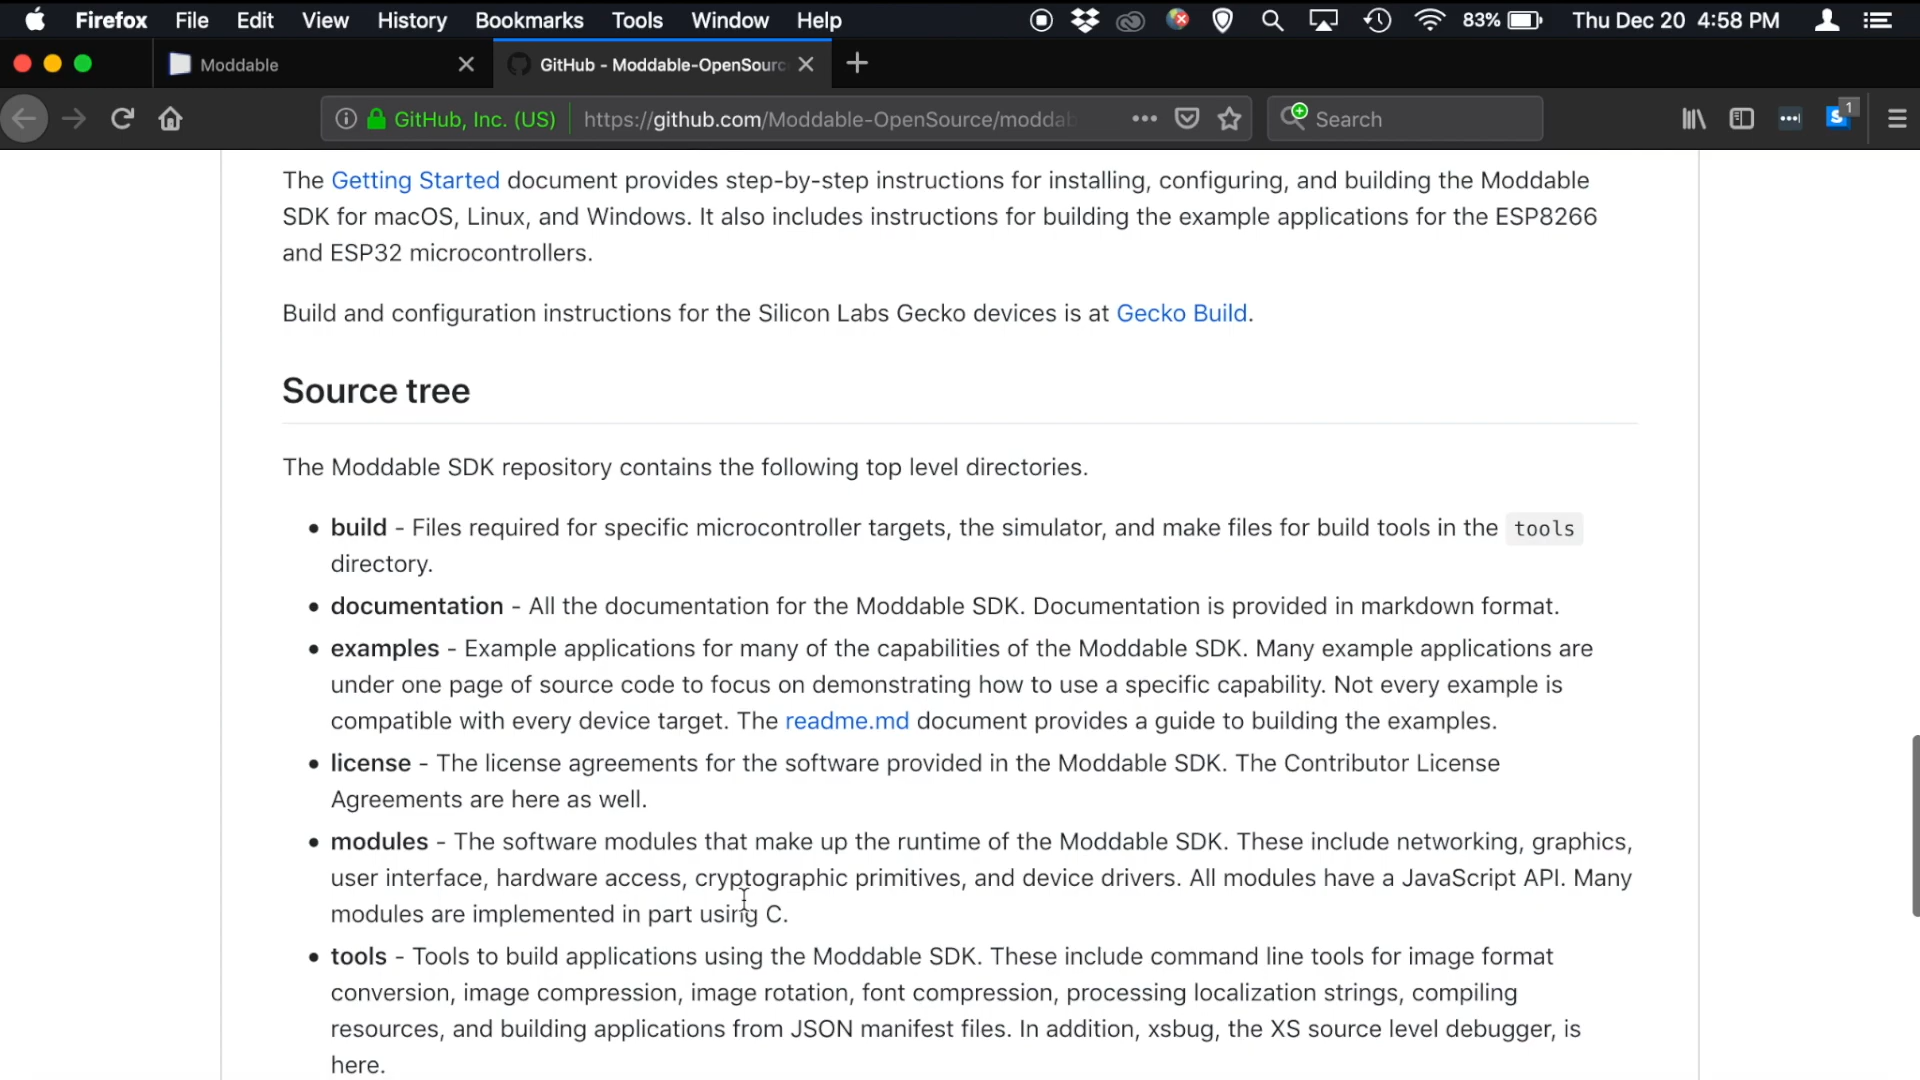 Firefox File Edit View History Bookmarks Tools Window Help 83% Thu Dec 20 4:58 PM
Moddable GitHub - Moddable-OpenSourc
GitHub, Inc. (US) https://github.com/Moddable-OpenSource/moddab Search S 1
The Getting Started document provides step-by-step instructions for installing, configuring, and building the Moddable
SDK for macOS, Linux, and Windows. It also includes instructions for building the example applications for the ESP8266
and ESP32 microcontrollers.
Build and configuration instructions for the Silicon Labs Gecko devices is at Gecko Build.
Source tree
The Moddable SDK repository contains the following top level directories.
• build - Files required for specific microcontroller targets, the simulator, and make files for build tools in the tools
directory.
• documentation - All the documentation for the Moddable SDK. Documentation is provided in markdown format.
• examples - Example applications for many of the capabilities of the Moddable SDK. Many example applications are
under one page of source code to focus on demonstrating how to use a specific capability. Not every example is
compatible with every device target. The readme.md document provides a guide to building the examples.
• license - The license agreements for the software provided in the Moddable SDK. The Contributor License
Agreements are here as well.
• modules - The software modules that make up the runtime of the Moddable SDK. These include networking, graphics,
user interface, hardware access, cryptographic primitives, and device drivers. All modules have a JavaScript API. Many
modules are implemented in part using C.
• tools - Tools to build applications using the Moddable SDK. These include command line tools for image format
conversion, image compression, image rotation, font compression, processing localization strings, compiling
resources, and building applications from JSON manifest files. In addition, xsbug, the XS source level debugger, is
here.